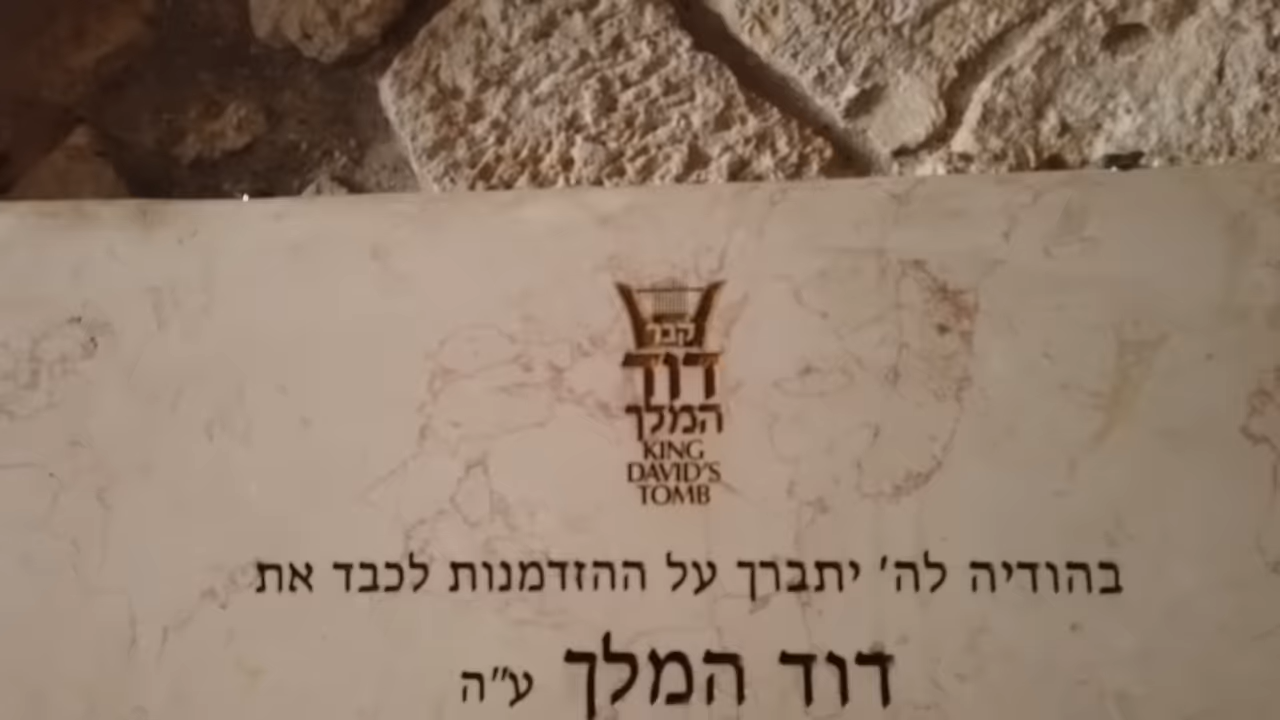 קבר
דוד
המלך
KING
DAVID'S
TOMB
בהודיה לה' יתברך על ההזדמנות לכבד את
דוד המלך ע"ה